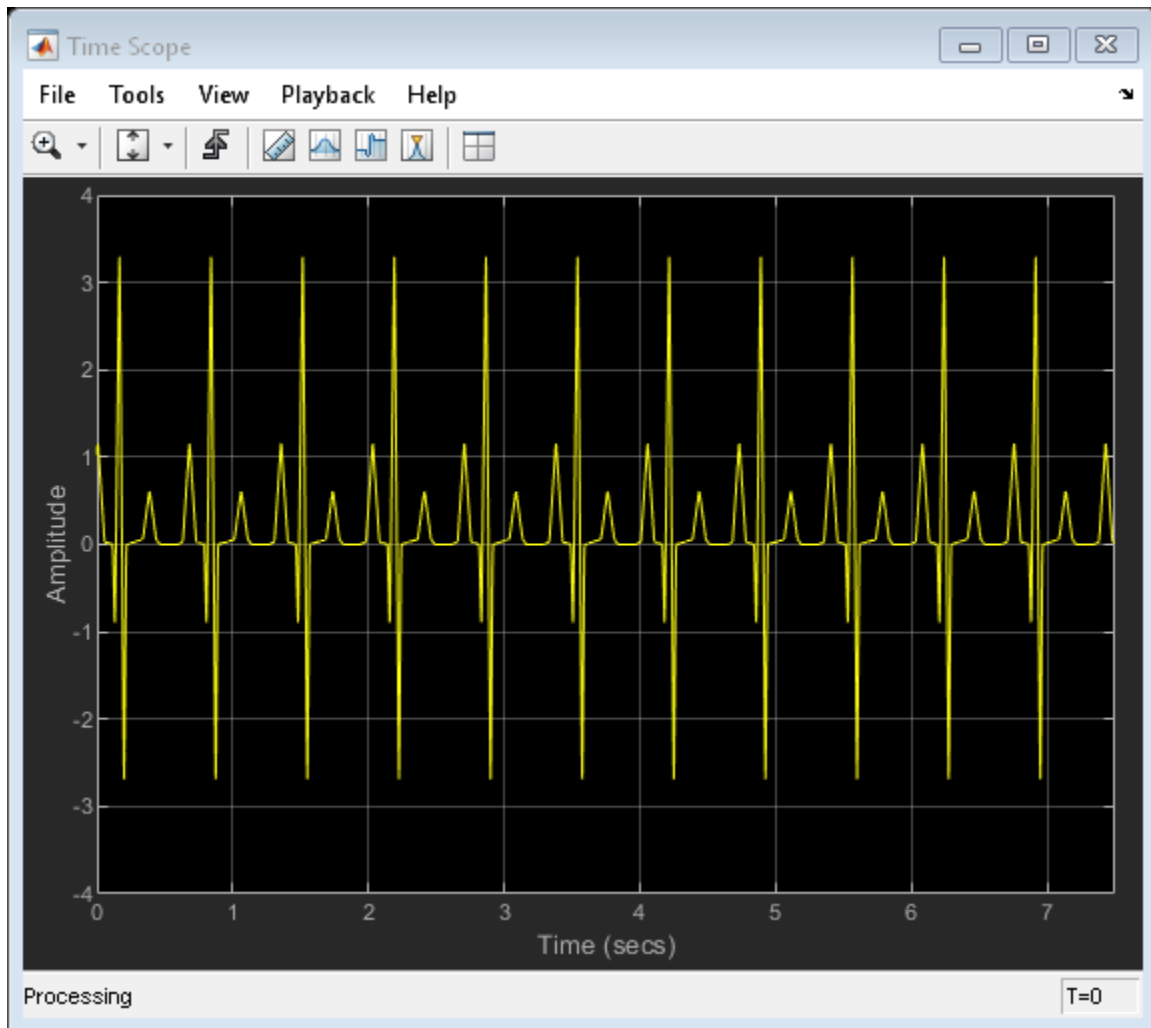 Time Scope
File Tools View Playback Help
4
3
2
1
0
-1
-2
-3
-4
Amplitude
0 1 2 3 4 5 6 7
Time (secs)
Processing T=0